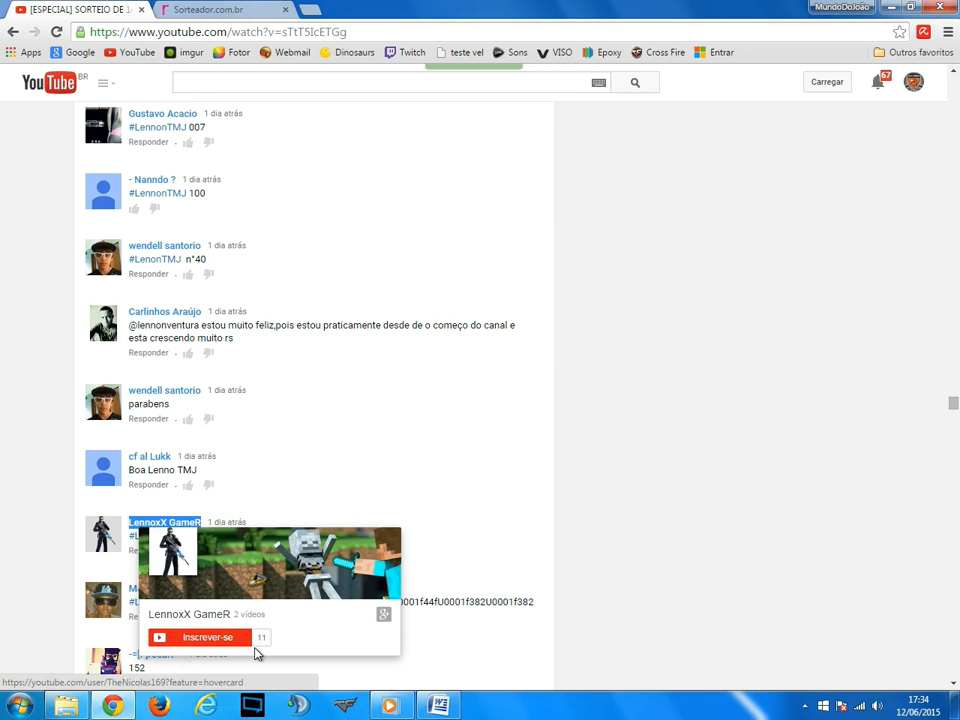 [ESPECIAL] SORTEIO DE 1-
Sorteador.com.br
MundoDaJoão
https://www.youtube.com/watch?v=sTtT5IcETGg
Apps Google YouTube imgur Fotor Webmail Dinosaurs Twitch teste vel Sons VISO Epoxy Cross Fire Entrar Outros favoritos
YouTube BR
Carregar
67
Gustavo Acacio 1 dia atrás
#LennonTMJ 007
Responder
- Nanndo ? 1 dia atrás
#LennonTMJ 100
wendell santorio 1 dia atrás
#LenonTMJ n°40
Responder
Carlinhos Araújo 1 dia atrás
@lennonventura estou muito feliz,pois estou praticamente desde de o começo do canal e
esta crescendo muito rs
Responder
wendell santorio 1 dia atrás
parabens
Responder
cf al Lukk 1 dia atrás
Boa Lenno TMJ
Responder
LennoxX GameR 1 dia atrás
LennoxX GameR 2 vídeos
Inscrever-se 11
0001f44fU0001f382U0001f382
152
https://youtube.com/user/TheNicolas169?feature=hovercard
17:34
12/06/2015